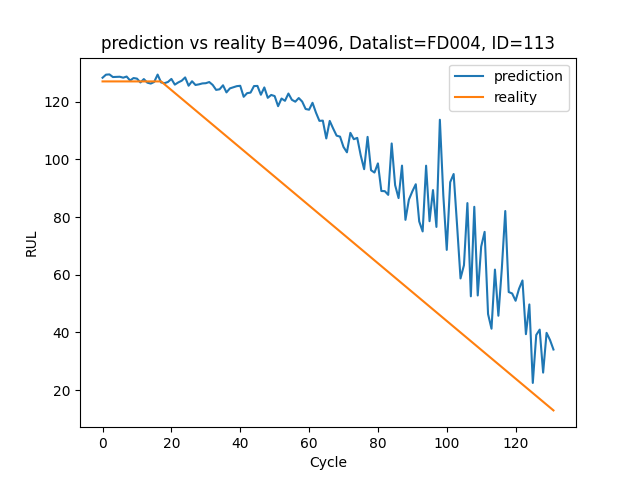 prediction vs reality B=4096, Datalist=FD004, ID=113
prediction
reality
RUL
120
100
80
60
40
20
0 20 40 60 80 100 120
Cycle